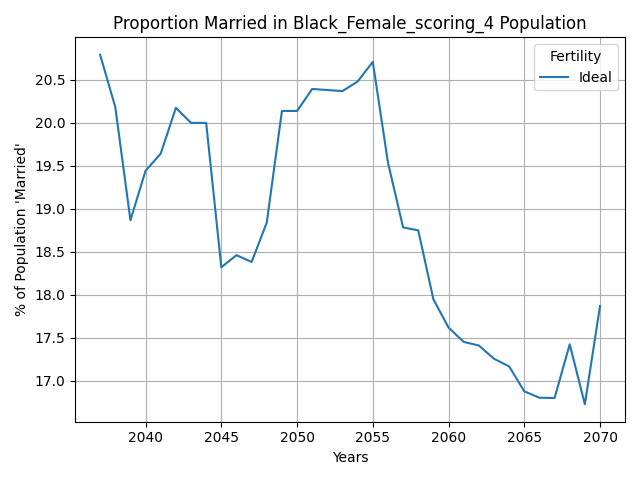 Proportion Married in Black_Female_scoring_4 Population
Fertility
Ideal
% of Population 'Married'
20.5
20.0
19.5
19.0
18.5
18.0
17.5
17.0
2040 2045 2050 2055 2060 2065 2070
Years